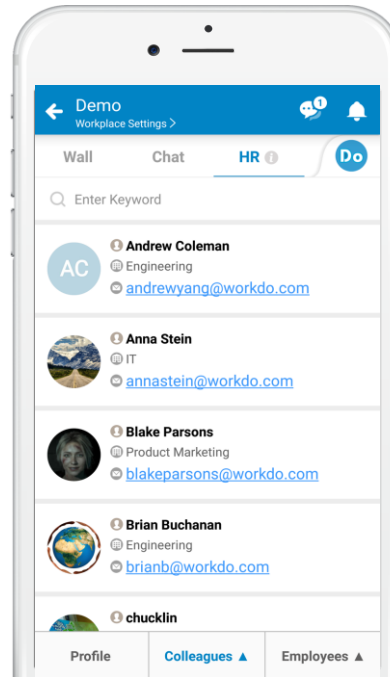 Demo
1
Workplace Settings >
Wall Chat HR i Do
Enter Keyword
AC
Andrew Coleman
Engineering
andrewyang@workdo.com
Anna Stein
IT
annastein@workdo.com
Blake Parsons
Product Marketing
blakeparsons@workdo.com
Brian Buchanan
Engineering
brianb@workdo.com
chucklin
Profile Colleagues ▲ Employees ▲